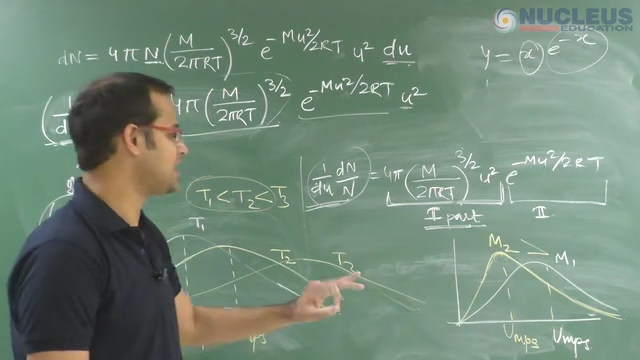 NUCLEUS
EDUCATION
dN = 4π N (M/2πRT)^3/2 e^-Mu²/2RT u² du
y = x e^-x
4π (M/2πRT)^3/2 e^-Mu²/2RT u²
1/du dN/N = 4π (M/2πRT)^3/2 u² e^-Mu²/2RT
I part II
T₁ < T₂ < T₃
T₁
T₂ T₃
M₂ M₁
Umps Umps